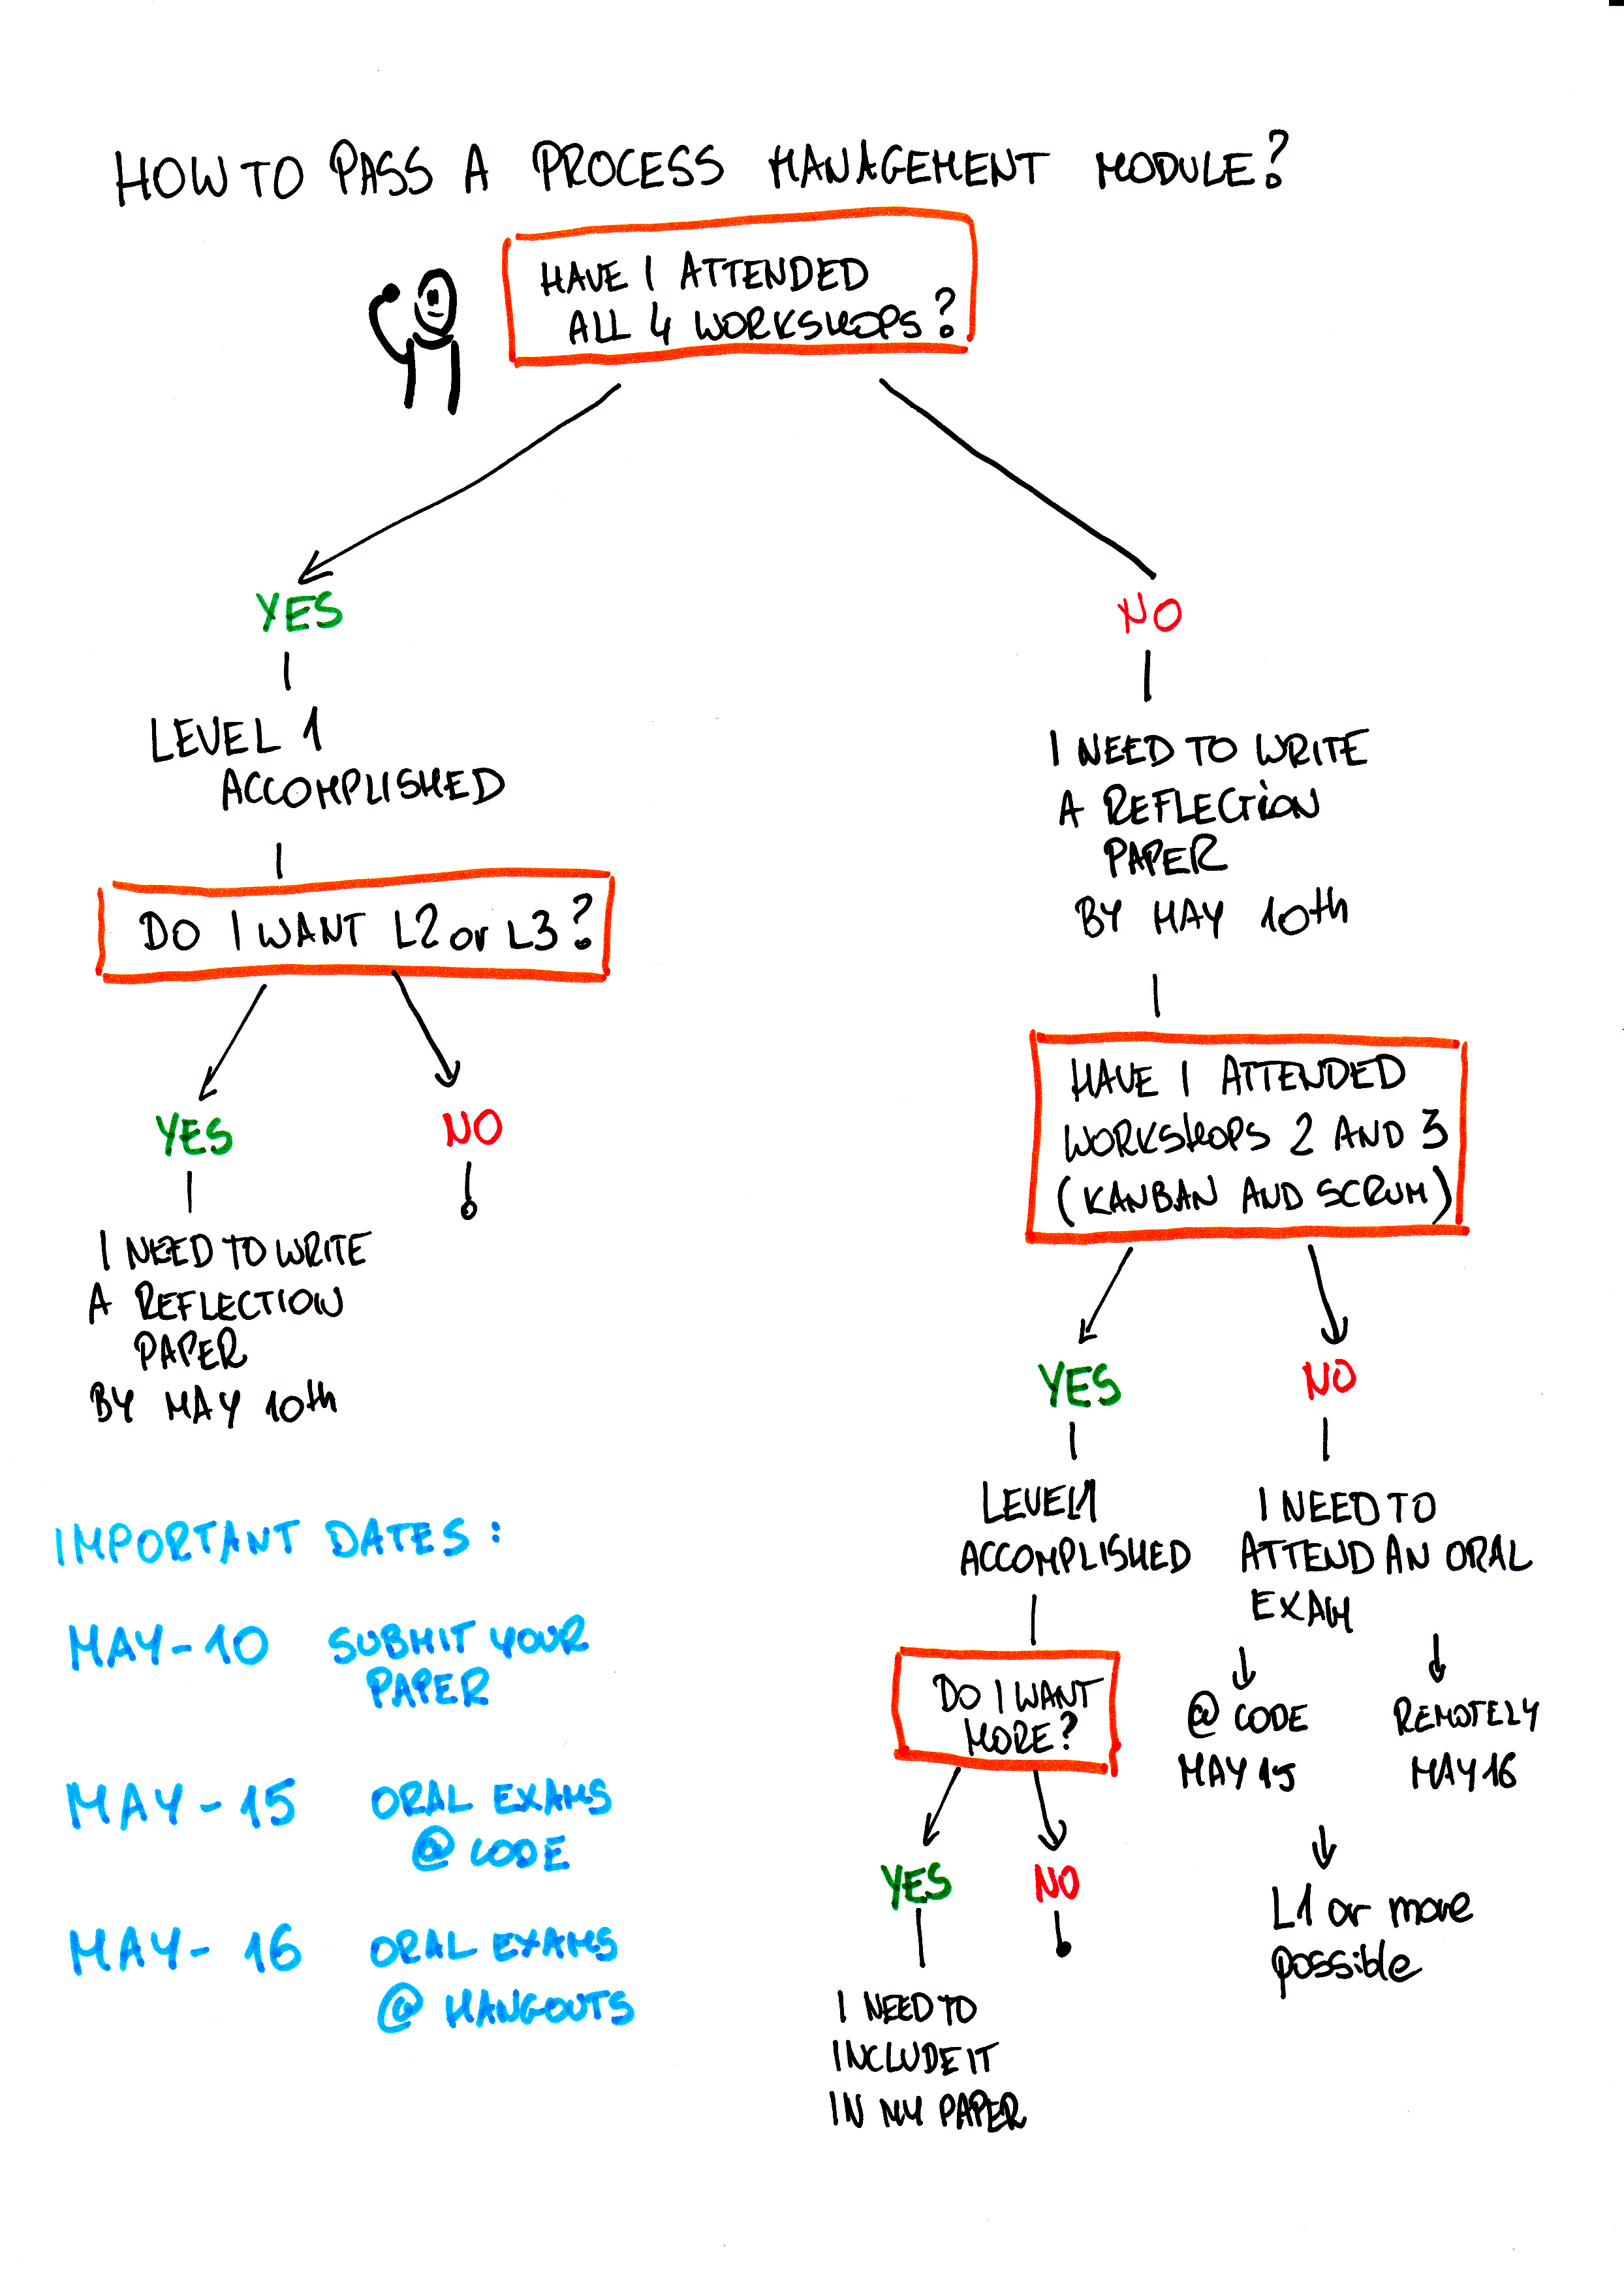 HOW TO PASS A PROCESS MANAGEMENT MODULE?
HAVE I ATTENDED
ALL 4 WORKSHOPS?
YES
LEVEL 1
ACCOMPLISHED
DO I WANT L2 or L3?
YES
I NEED TO WRITE
A REFLECTION
PAPER
BY MAY 10th
NO
NO
I NEED TO WRITE
A REFLECTION
PAPER
BY MAY 10th
HAVE I ATTENDED
WORKSHOPS 2 AND 3
(KANBAN AND SCRUM)
YES
LEVEL 1
ACCOMPLISHED
DO I WANT
MORE?
YES
I NEED TO
INCLUDE IT
IN MY PAPER
NO
NO
I NEED TO
ATTEND AN ORAL
EXAM
@ CODE
MAY 15
REMOTELY
MAY 16
L1 or more
possible
IMPORTANT DATES:
MAY-10 SUBMIT YOUR
PAPER
MAY-15 ORAL EXAMS
@ CODE
MAY-16 ORAL EXAMS
@ HANGOUTS